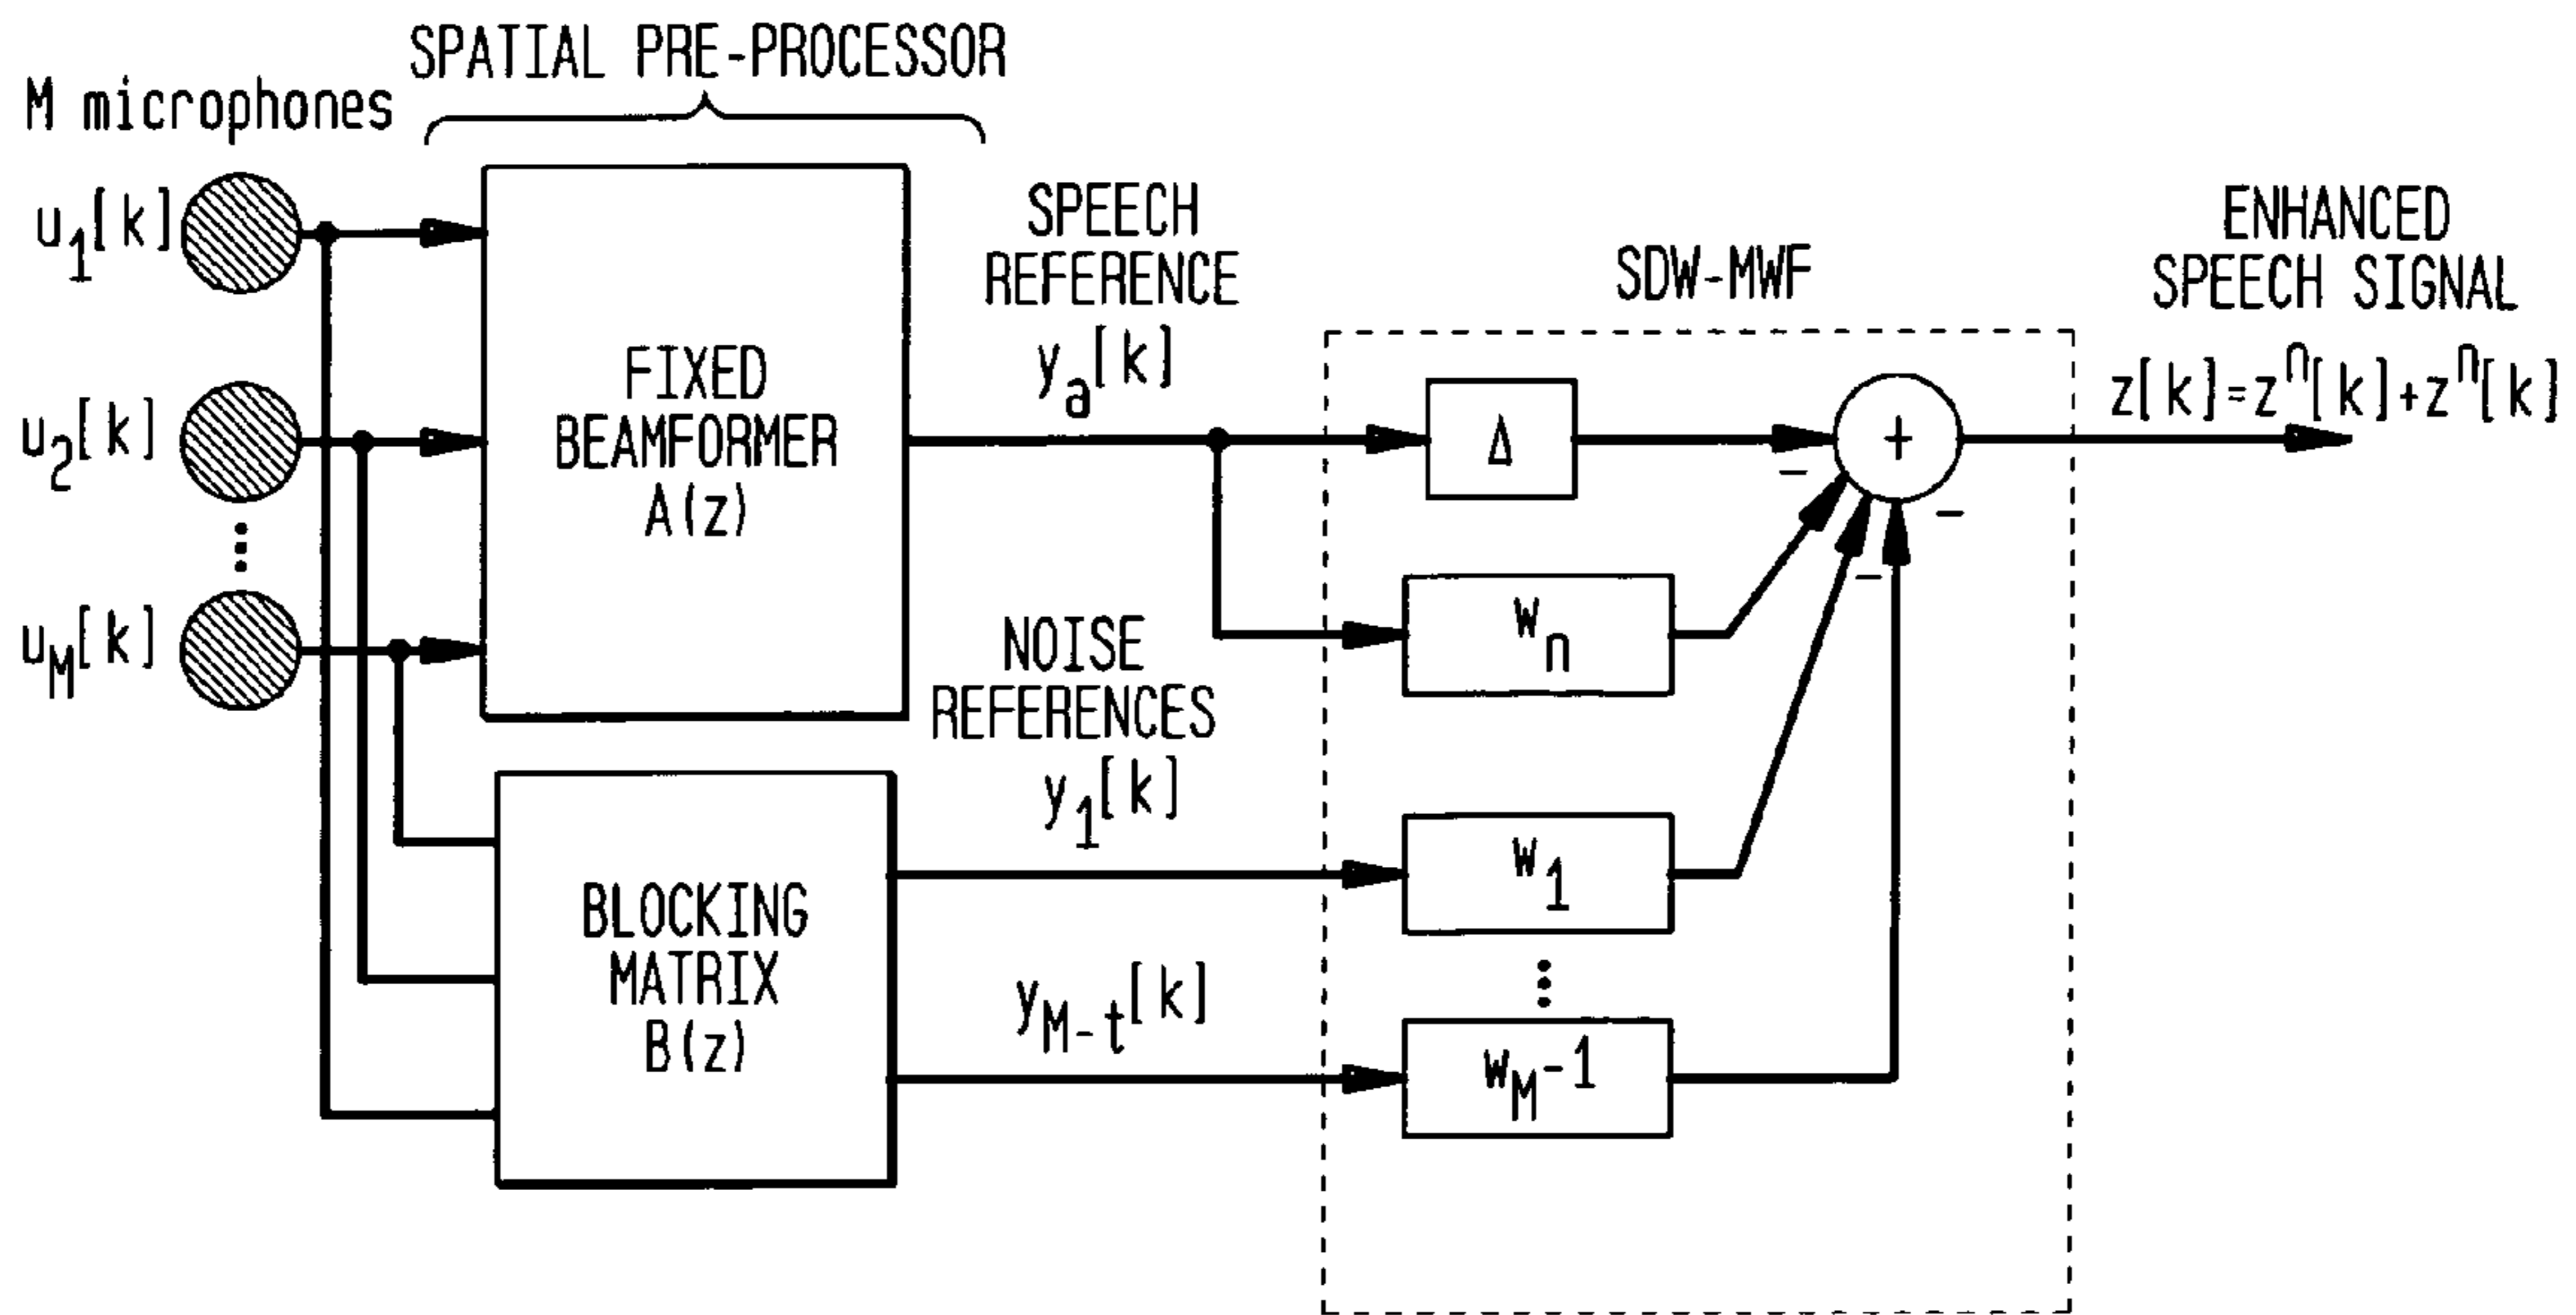 SPATIAL PRE-PROCESSOR
M microphones
u1[k]
u2[k]
uM[k]
FIXED
BEAMFORMER
A(z)
SPEECH
REFERENCE
ya[k]
NOISE
REFERENCES
y1[k]
BLOCKING
MATRIX
B(z)
yM-t[k]
SDW-MWF
Δ
wn
w1
wM-1
+
−
−
−
ENHANCED
SPEECH SIGNAL
z[k]=zn[k]+zn[k]